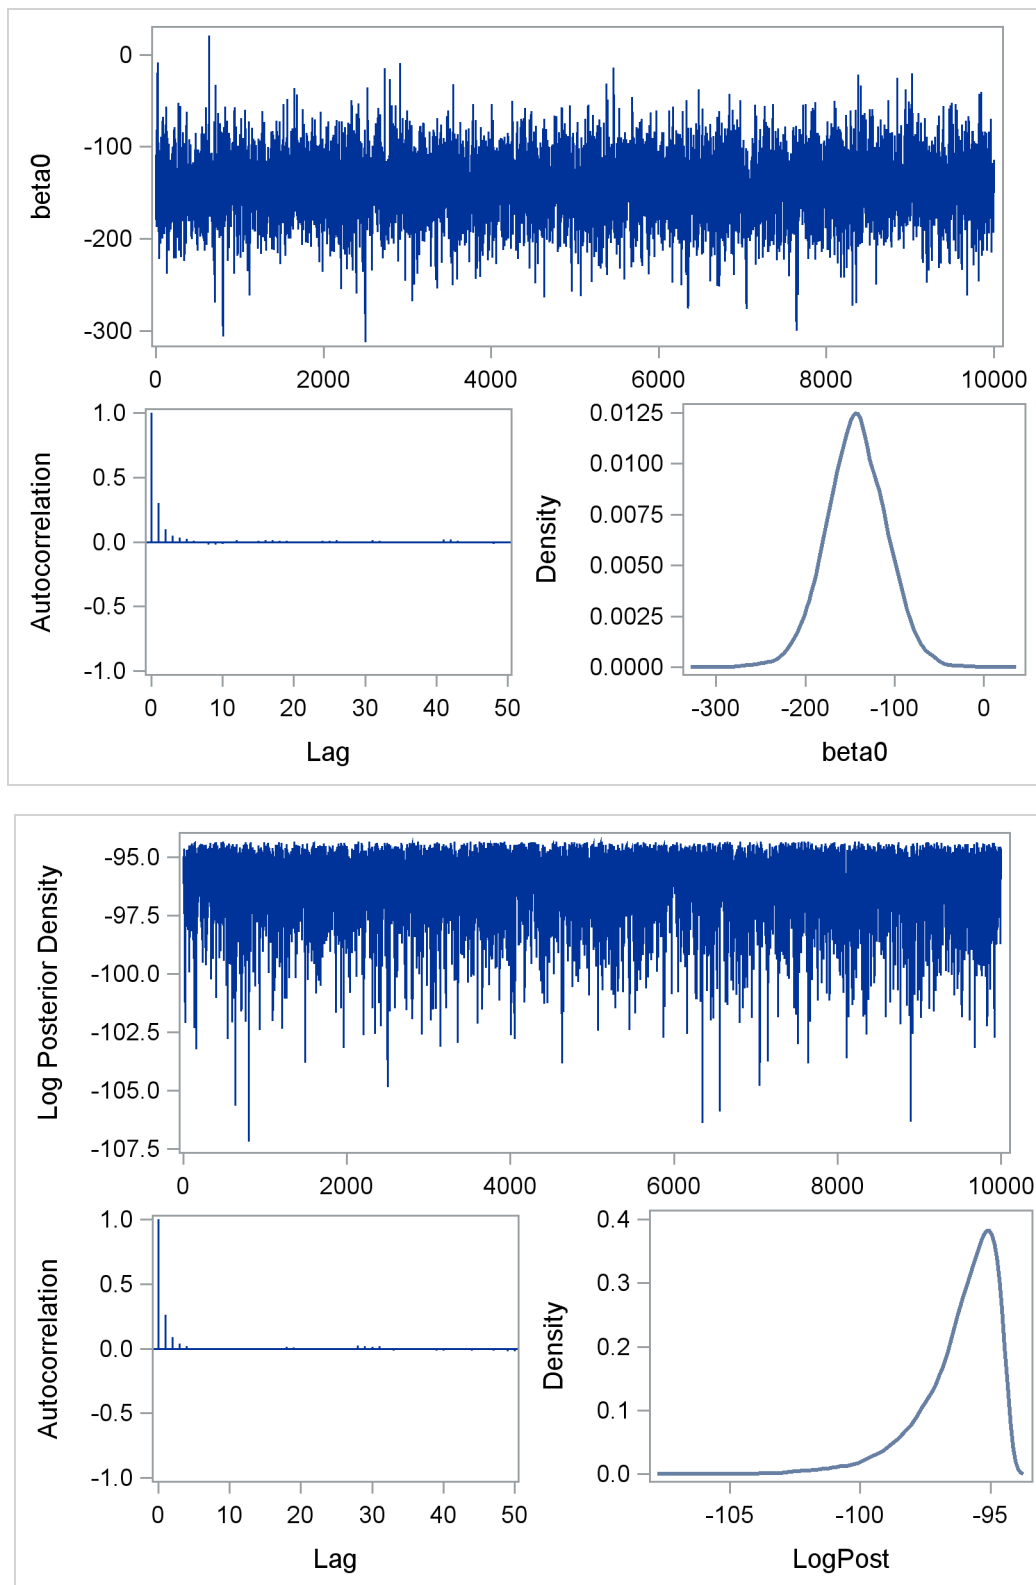 0
-100
-200
-300
beta0
0 2000 4000 6000 8000 10000
1.0
0.5
0.0
-0.5
-1.0
Autocorrelation
0 10 20 30 40 50
Lag
0.0125
0.0100
0.0075
0.0050
0.0025
0.0000
Density
-300 -200 -100 0
beta0
-95.0
-97.5
-100.0
-102.5
-105.0
-107.5
Log Posterior Density
0 2000 4000 6000 8000 10000
1.0
0.5
0.0
-0.5
-1.0
Autocorrelation
0 10 20 30 40 50
Lag
0.4
0.3
0.2
0.1
0.0
Density
-105 -100 -95
LogPost